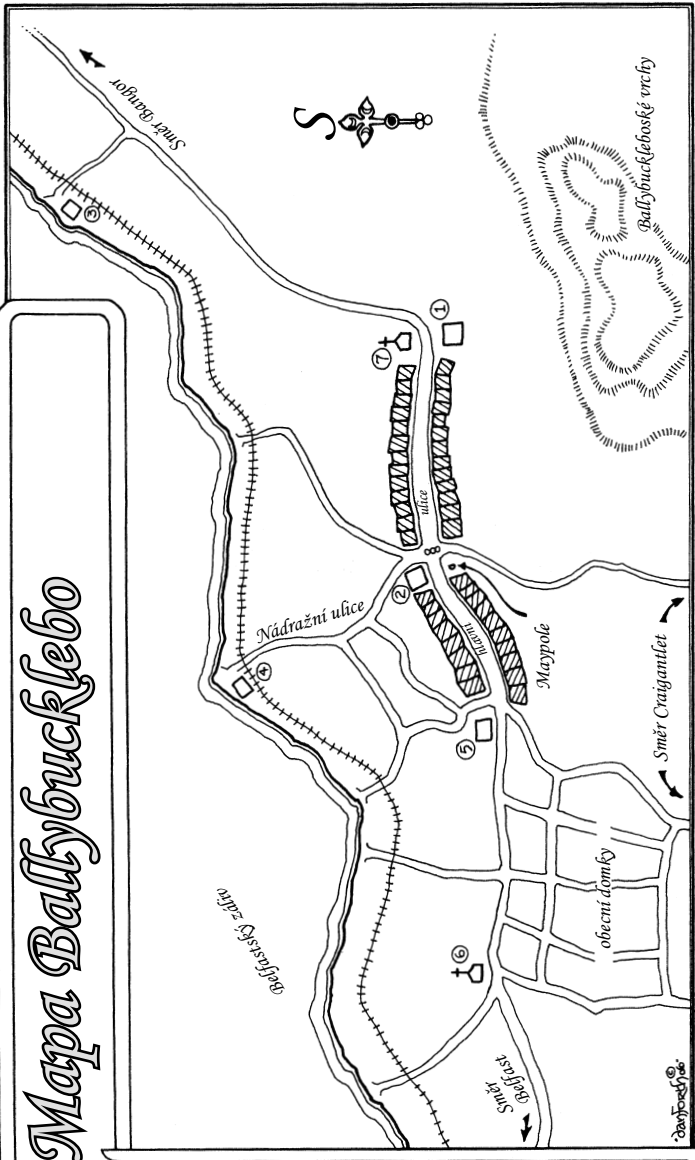 Mapa Ballybucklebo
Směr Bangor
S
Ballybuckleboské vrchy
3
1
7
ulice
2
Nádražní ulice
hlavní
Maypole
4
5
Směr Craigantlet
Belfastský záliv
obecní domky
6
Směr
Belfast